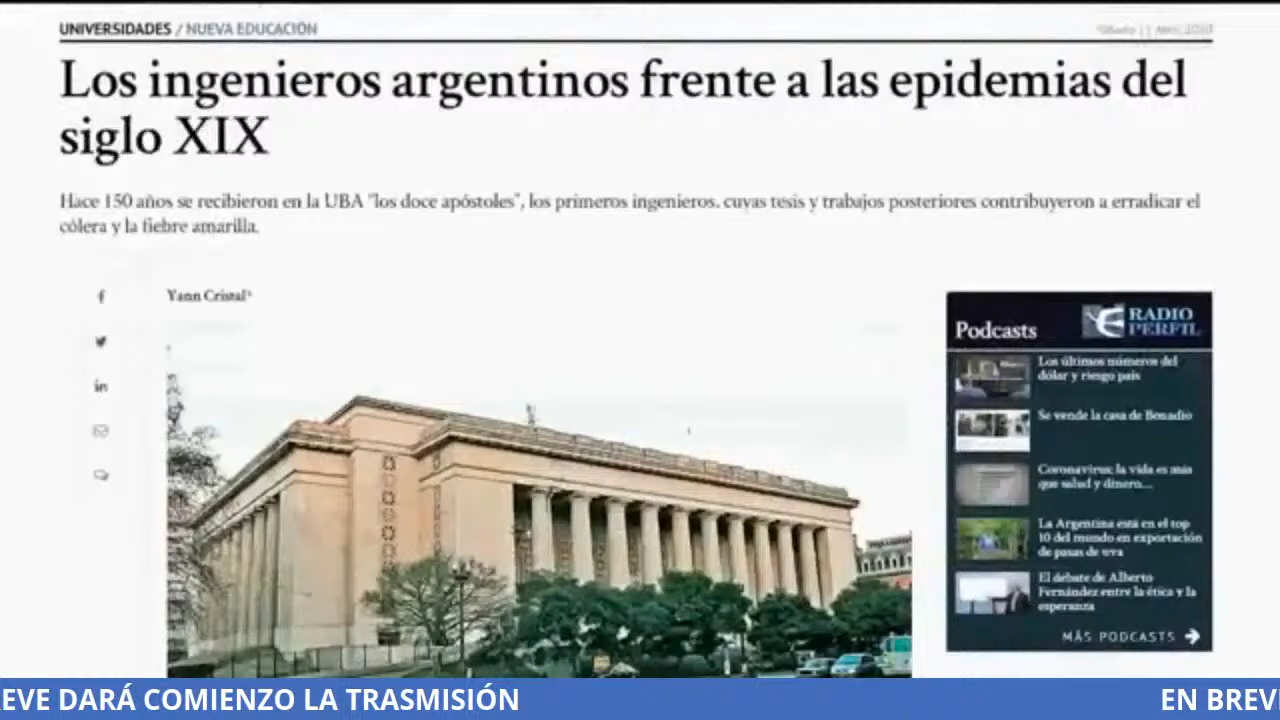 UNIVERSIDADES / NUEVA EDUCACIÓN
Los ingenieros argentinos frente a las epidemias del
siglo XIX
Hace 150 años se recibieron en la UBA "los doce apóstoles", los primeros ingenieros, cuyas tesis y trabajos posteriores contribuyeron a erradicar el
cólera y la fiebre amarilla.
Yann Cristal*
Podcasts
RADIO
PERFIL
Los últimos números del
dólar y riesgo país
Se vende la casa de Bonadio
Coronavirus: la vida es más
que salud y dinero...
La Argentina está en el top
10 del mundo en exportación
de pasas de uva
El debate de Alberto
Fernández entre la ética y la
esperanza
MÁS PODCASTS
EVE DARÁ COMIENZO LA TRASMISIÓN
EN BREV